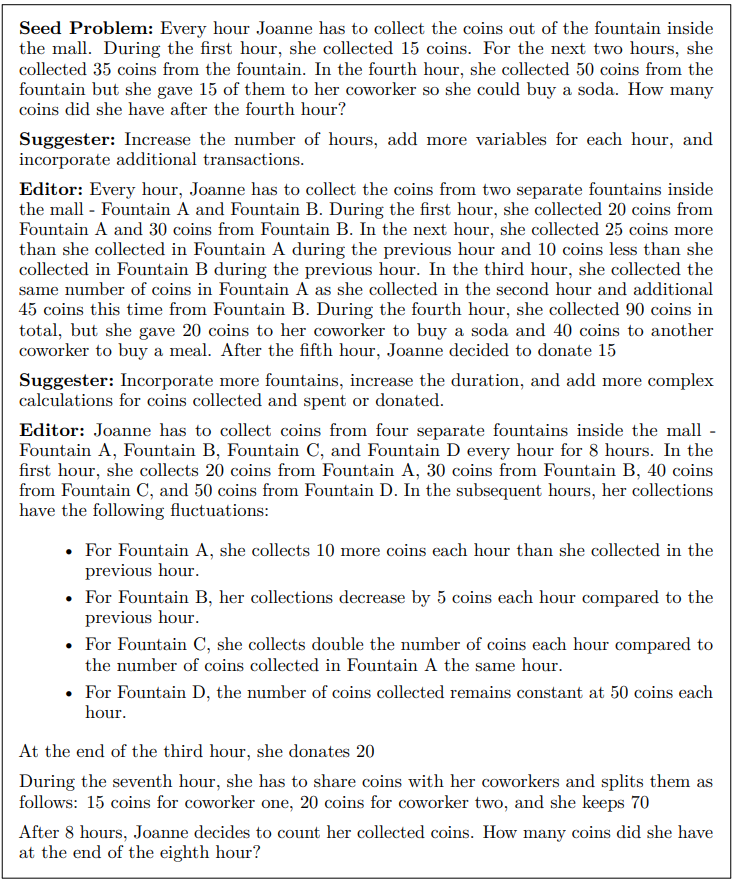 Seed Problem: Every hour Joanne has to collect the coins out of the fountain inside
the mall. During the first hour, she collected 15 coins. For the next two hours, she
collected 35 coins from the fountain. In the fourth hour, she collected 50 coins from the
fountain but she gave 15 of them to her coworker so she could buy a soda. How many
coins did she have after the fourth hour?
Suggester: Increase the number of hours, add more variables for each hour, and
incorporate additional transactions.
Editor: Every hour, Joanne has to collect the coins from two separate fountains inside
the mall - Fountain A and Fountain B. During the first hour, she collected 20 coins from
Fountain A and 30 coins from Fountain B. In the next hour, she collected 25 coins more
than she collected in Fountain A during the previous hour and 10 coins less than she
collected in Fountain B during the previous hour. In the third hour, she collected the
same number of coins in Fountain A as she collected in the second hour and additional
45 coins this time from Fountain B. During the fourth hour, she collected 90 coins in
total, but she gave 20 coins to her coworker to buy a soda and 40 coins to another
coworker to buy a meal. After the fifth hour, Joanne decided to donate 15
Suggester: Incorporate more fountains, increase the duration, and add more complex
calculations for coins collected and spent or donated.
Editor: Joanne has to collect coins from four separate fountains inside the mall -
Fountain A, Fountain B, Fountain C, and Fountain D every hour for 8 hours. In the
first hour, she collects 20 coins from Fountain A, 30 coins from Fountain B, 40 coins
from Fountain C, and 50 coins from Fountain D. In the subsequent hours, her collections
have the following fluctuations:
• For Fountain A, she collects 10 more coins each hour than she collected in the
previous hour.
• For Fountain B, her collections decrease by 5 coins each hour compared to the
previous hour.
• For Fountain C, she collects double the number of coins each hour compared to
the number of coins collected in Fountain A the same hour.
• For Fountain D, the number of coins collected remains constant at 50 coins each
hour.
At the end of the third hour, she donates 20
During the seventh hour, she has to share coins with her coworkers and splits them as
follows: 15 coins for coworker one, 20 coins for coworker two, and she keeps 70
After 8 hours, Joanne decides to count her collected coins. How many coins did she have
at the end of the eighth hour?